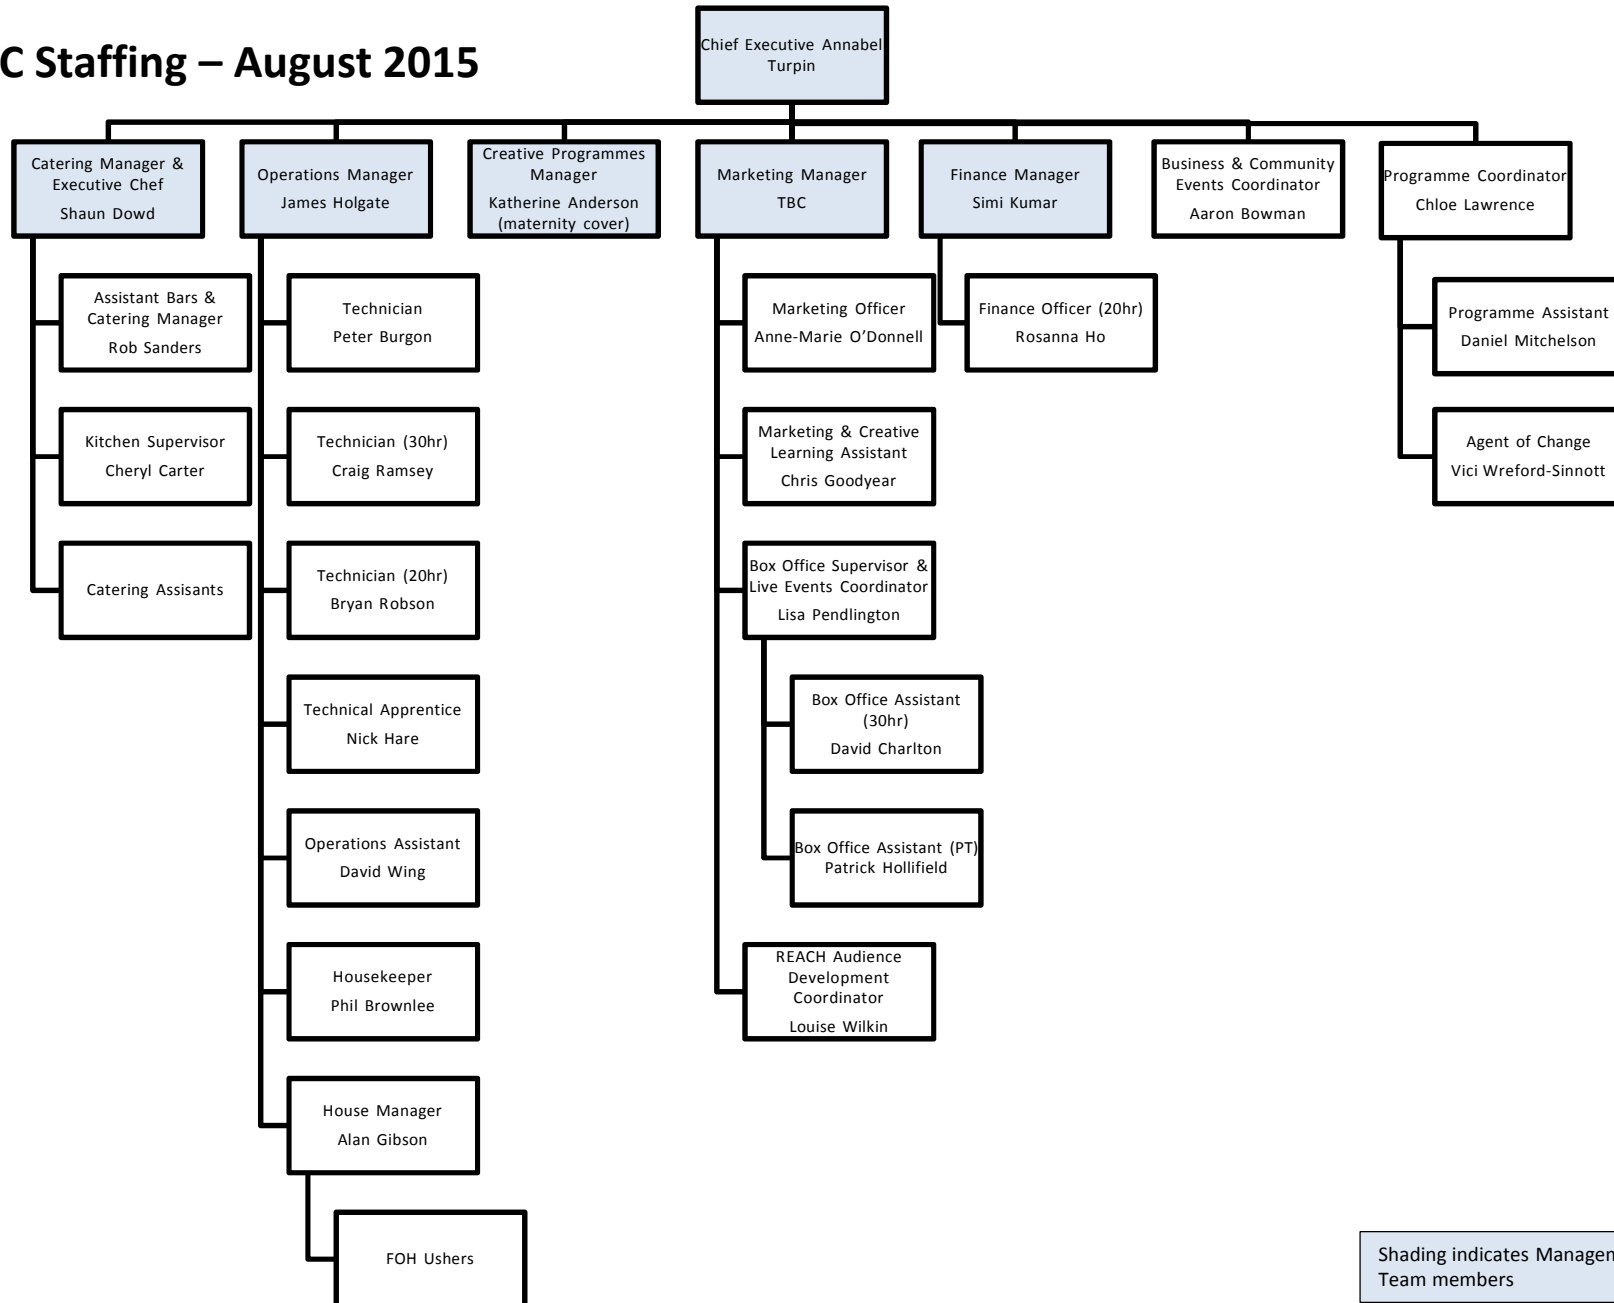 C Staffing – August 2015
Chief Executive Annabel
Turpin
Catering Manager &
Executive Chef
Shaun Dowd
Operations Manager
James Holgate
Creative Programmes
Manager
Katherine Anderson
(maternity cover)
Marketing Manager
TBC
Finance Manager
Simi Kumar
Business & Community
Events Coordinator
Aaron Bowman
Programme Coordinator
Chloe Lawrence
Assistant Bars &
Catering Manager
Rob Sanders
Technician
Peter Burgon
Marketing Officer
Anne-Marie O’Donnell
Finance Officer (20hr)
Rosanna Ho
Programme Assistant
Daniel Mitchelson
Kitchen Supervisor
Cheryl Carter
Technician (30hr)
Craig Ramsey
Marketing & Creative
Learning Assistant
Chris Goodyear
Agent of Change
Vici Wreford-Sinnott
Catering Assisants
Technician (20hr)
Bryan Robson
Box Office Supervisor &
Live Events Coordinator
Lisa Pendlington
Technical Apprentice
Nick Hare
Box Office Assistant
(30hr)
David Charlton
Operations Assistant
David Wing
Box Office Assistant (PT)
Patrick Hollifield
Housekeeper
Phil Brownlee
REACH Audience
Development
Coordinator
Louise Wilkin
House Manager
Alan Gibson
FOH Ushers
Shading indicates Managem
Team members